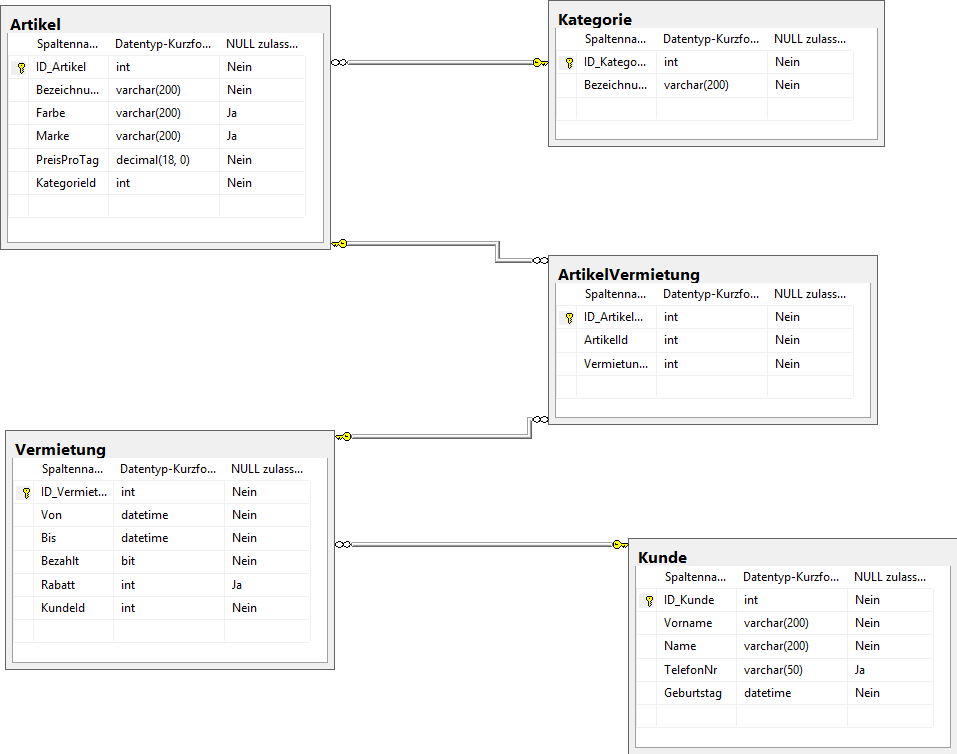 Artikel
Spaltenna... Datentyp-Kurzfo... NULL zulass...
ID_Artikel int Nein
Bezeichnu... varchar(200) Nein
Farbe varchar(200) Ja
Marke varchar(200) Ja
PreisProTag decimal(18, 0) Nein
KategorieId int Nein
Kategorie
Spaltenna... Datentyp-Kurzfo... NULL zulass...
ID_Katego... int Nein
Bezeichnu... varchar(200) Nein
ArtikelVermietung
Spaltenna... Datentyp-Kurzfo... NULL zulass...
ID_Artikel... int Nein
ArtikelId int Nein
Vermietun... int Nein
Vermietung
Spaltenna... Datentyp-Kurzfo... NULL zulass...
ID_Vermiet... int Nein
Von datetime Nein
Bis datetime Nein
Bezahlt bit Nein
Rabatt int Ja
KundeId int Nein
Kunde
Spaltenna... Datentyp-Kurzfo... NULL zulass...
ID_Kunde int Nein
Vorname varchar(200) Nein
Name varchar(200) Nein
TelefonNr varchar(50) Ja
Geburtstag datetime Nein